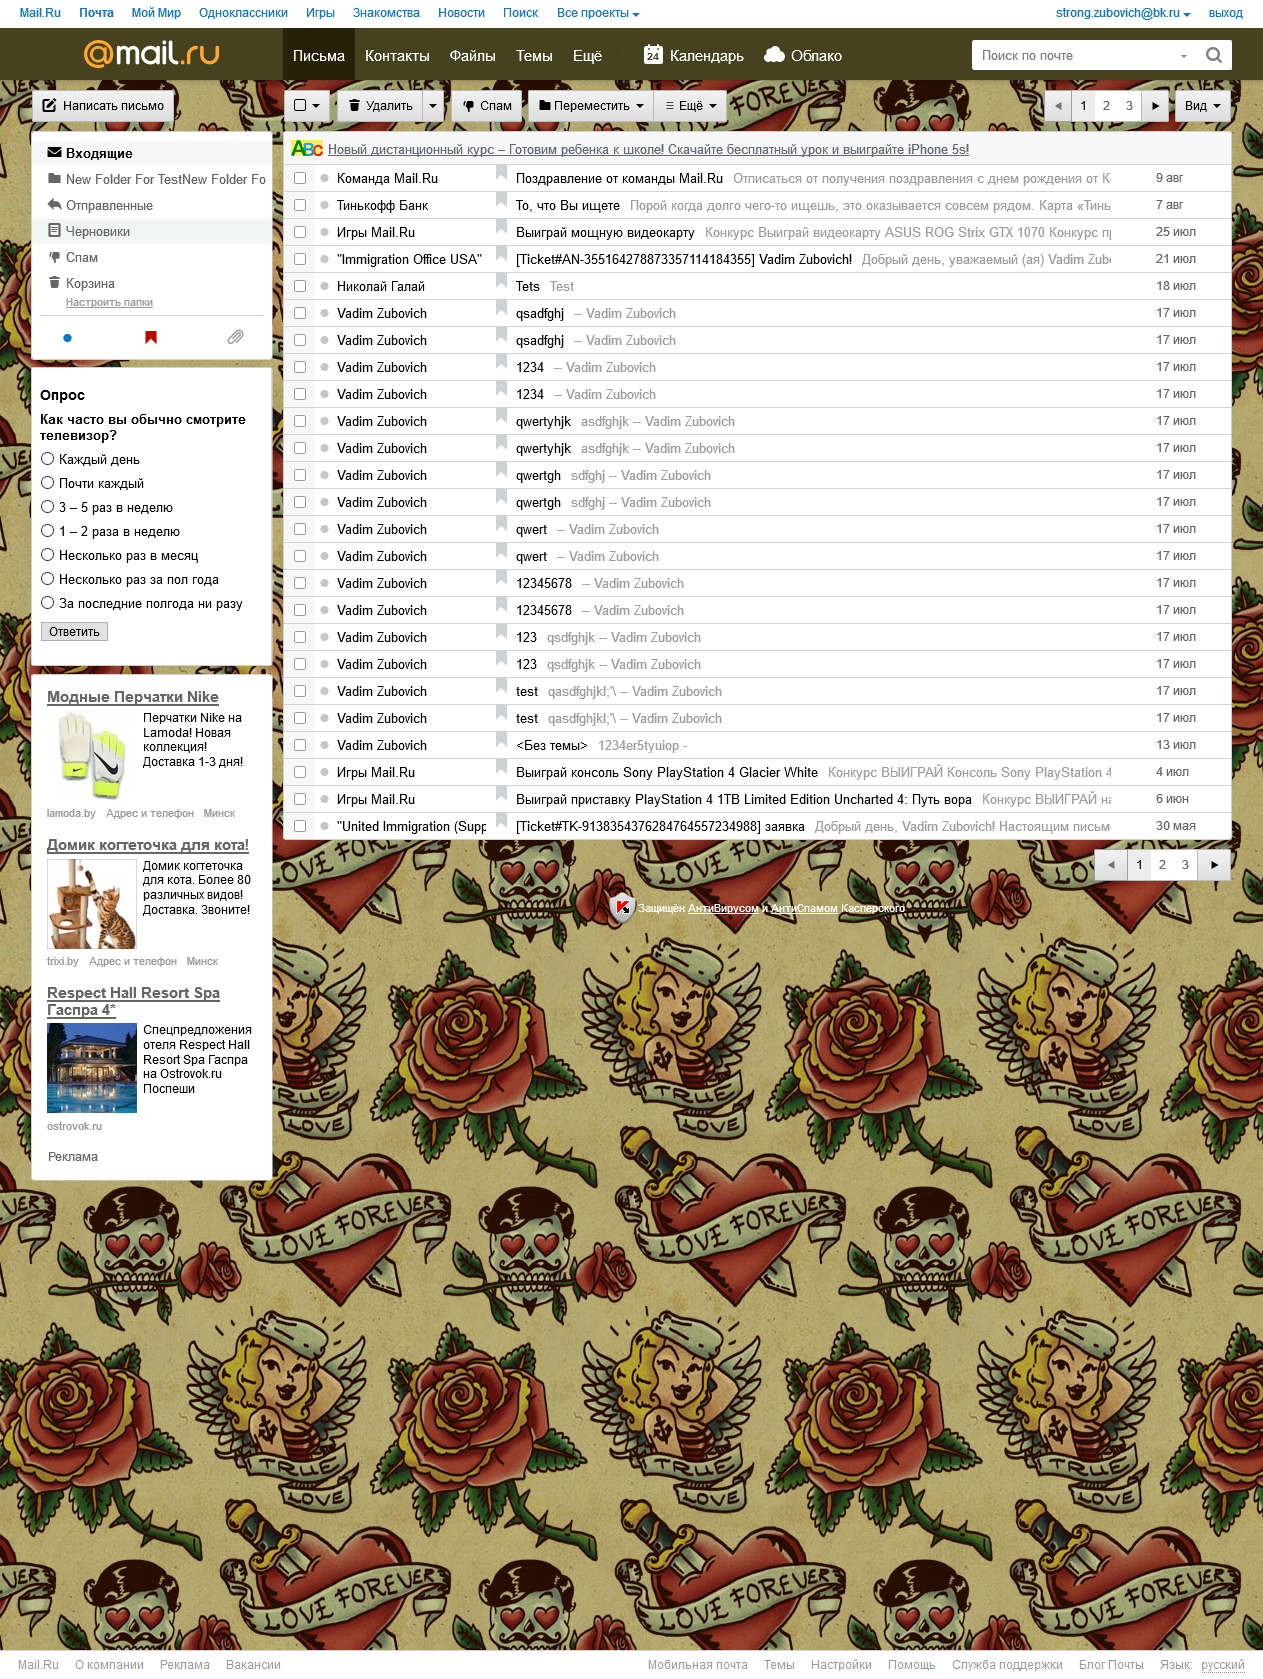 Mail.Ru Почта Мой Мир Одноклассники Игры Знакомства Новости Поиск Все проекты strong.zubovich@bk.ru выход
@mail.ru Письма Контакты Файлы Темы Ещё 24 Календарь Облако Поиск по почте
Написать письмо Удалить Спам Переместить Ещё 1 2 3 Вид
Входящие
New Folder For TestNew Folder Fo
Отправленные
Черновики
Спам
Корзина
Настроить папки
Опрос
Как часто вы обычно смотрите
телевизор?
Каждый день
Почти каждый
3 – 5 раз в неделю
1 – 2 раза в неделю
Несколько раз в месяц
Несколько раз за пол года
За последние полгода ни разу
Ответить
Модные Перчатки Nike
Перчатки Nike на
Lamoda! Новая
коллекция!
Доставка 1-3 дня!
lamoda.by Адрес и телефон Минск
Домик когтеточка для кота!
Домик когтеточка
для кота. Более 80
различных видов!
Доставка. Звоните!
trixi.by Адрес и телефон Минск
Respect Hall Resort Spa
Гаспра 4*
Спецпредложения
отеля Respect Hall
Resort Spa Гаспра
на Ostrovok.ru
Поспеши
ostrovok.ru
Реклама
ABC Новый дистанционный курс – Готовим ребенка к школе! Скачайте бесплатный урок и выиграйте iPhone 5s!
Команда Mail.Ru Поздравление от команды Mail.Ru Отписаться от получения поздравления с днем рождения от К 9 авг
Тинькофф Банк То, что Вы ищете Порой когда долго чего-то ищешь, это оказывается совсем рядом. Карта «Тинь 7 авг
Игры Mail.Ru Выиграй мощную видеокарту Конкурс Выиграй видеокарту ASUS ROG Strix GTX 1070 Конкурс пр 25 июл
"Immigration Office USA" [Ticket#AN-355164278873357114184355] Vadim Zubovich! Добрый день, уважаемый (ая) Vadim Zubo 21 июл
Николай Галай Tets Test 18 июл
Vadim Zubovich qsadfghj -- Vadim Zubovich 17 июл
Vadim Zubovich qsadfghj -- Vadim Zubovich 17 июл
Vadim Zubovich 1234 -- Vadim Zubovich 17 июл
Vadim Zubovich 1234 -- Vadim Zubovich 17 июл
Vadim Zubovich qwertyhjk asdfghjk -- Vadim Zubovich 17 июл
Vadim Zubovich qwertyhjk asdfghjk -- Vadim Zubovich 17 июл
Vadim Zubovich qwertgh sdfghj -- Vadim Zubovich 17 июл
Vadim Zubovich qwertgh sdfghj -- Vadim Zubovich 17 июл
Vadim Zubovich qwert -- Vadim Zubovich 17 июл
Vadim Zubovich qwert -- Vadim Zubovich 17 июл
Vadim Zubovich 12345678 -- Vadim Zubovich 17 июл
Vadim Zubovich 12345678 -- Vadim Zubovich 17 июл
Vadim Zubovich 123 qsdfghjk -- Vadim Zubovich 17 июл
Vadim Zubovich 123 qsdfghjk -- Vadim Zubovich 17 июл
Vadim Zubovich test qasdfghjkl;'\ -- Vadim Zubovich 17 июл
Vadim Zubovich test qasdfghjkl;'\ -- Vadim Zubovich 17 июл
Vadim Zubovich <Без темы> 1234er5tyuiop - 13 июл
Игры Mail.Ru Выиграй консоль Sony PlayStation 4 Glacier White Конкурс ВЫИГРАЙ Консоль Sony PlayStation 4 4 июл
Игры Mail.Ru Выиграй приставку PlayStation 4 1TB Limited Edition Uncharted 4: Путь вора Конкурс ВЫИГРАЙ на 6 июн
"United Immigration (Supp [Ticket#TK-9138354376284764557234988] заявка Добрый день, Vadim Zubovich! Настоящим письм 30 мая
1 2 3
Защищён АнтиВирусом и АнтиСпамом Касперского
TRUE LOVE
LOVE FOREVER
Mail.Ru О компании Реклама Вакансии Мобильная почта Темы Настройки Помощь Служба поддержки Блог Почты Язык: русский